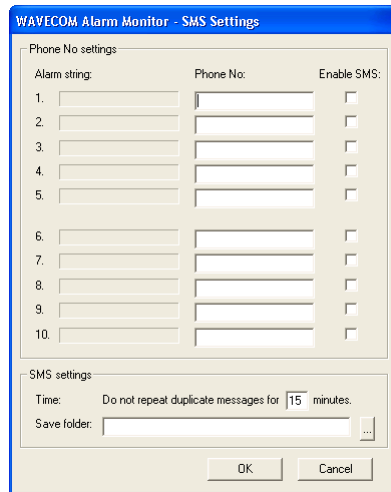 WAVECOM Alarm Monitor - SMS Settings
Phone No settings
Alarm string: Phone No: Enable SMS:
1.
2.
3.
4.
5.
6.
7.
8.
9.
10.
SMS settings
Time: Do not repeat duplicate messages for 15 minutes.
Save folder: ...
OK Cancel